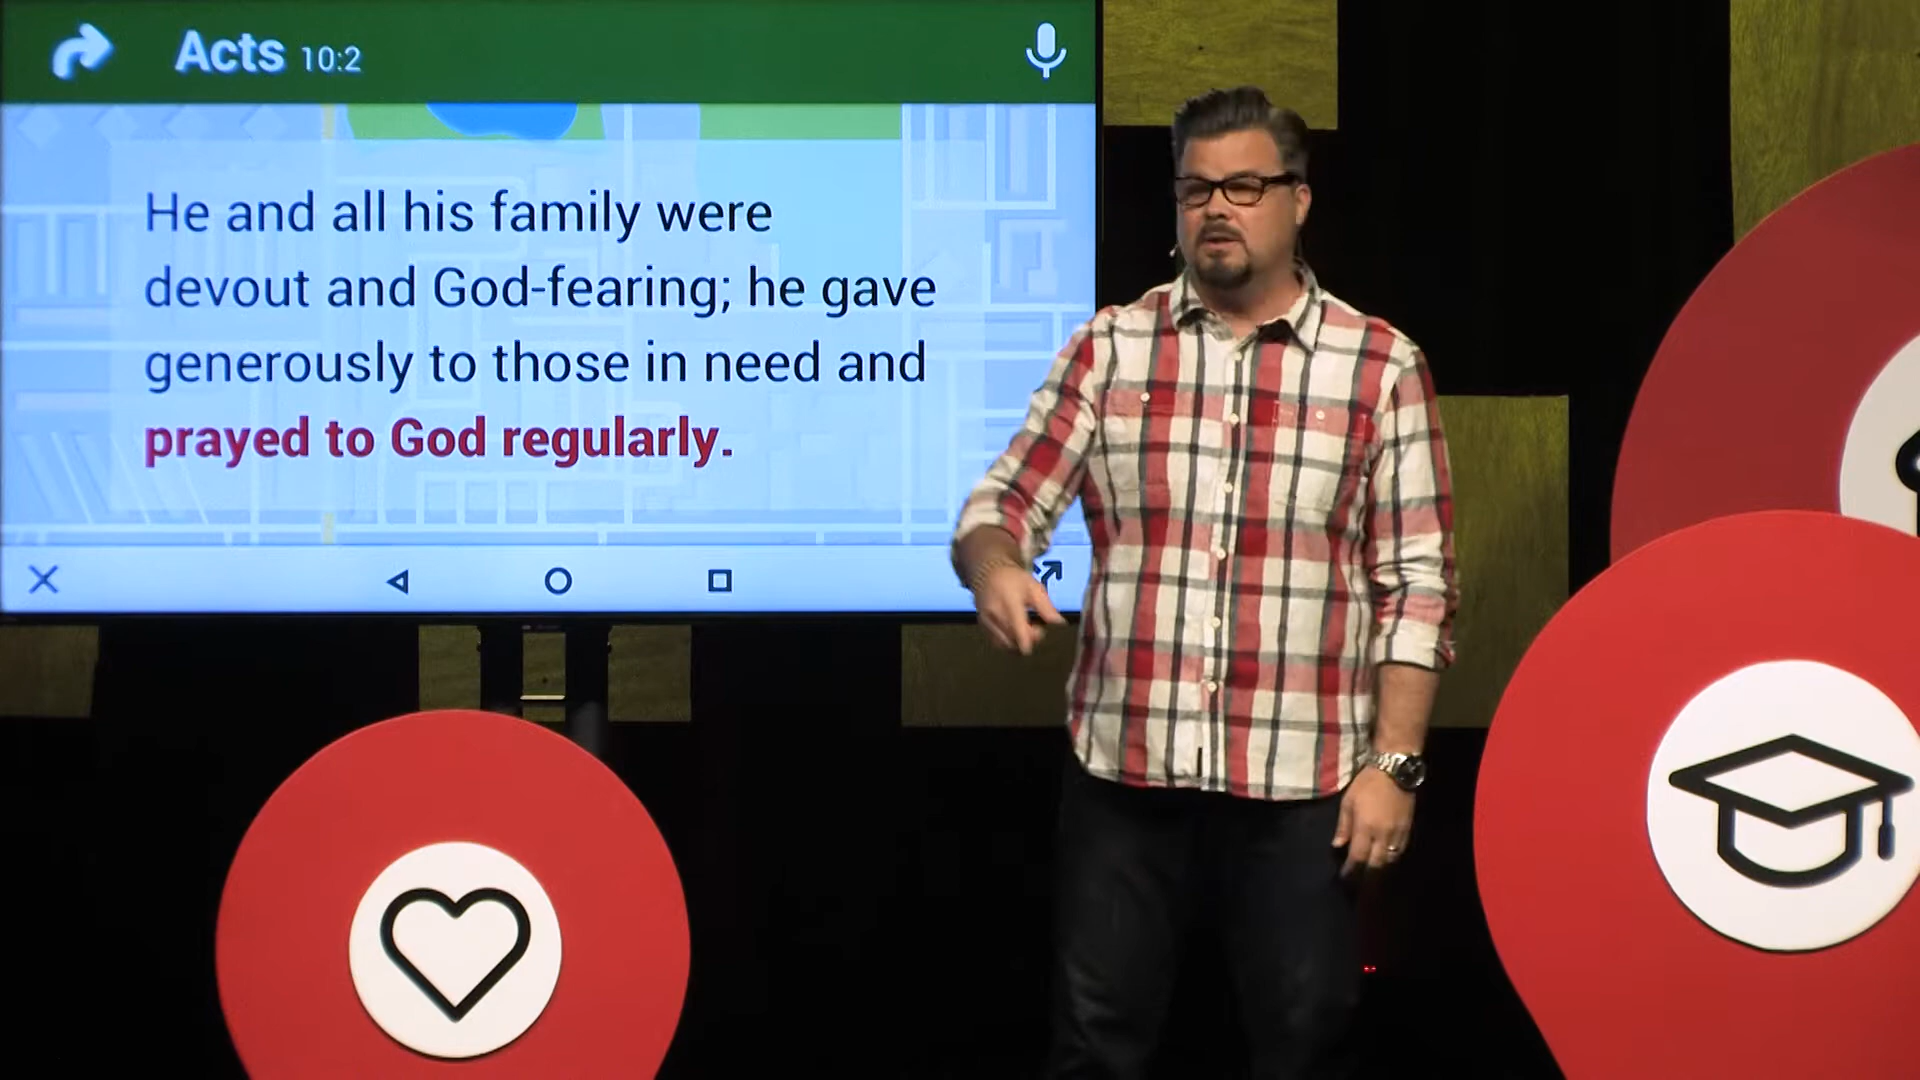 Acts 10:2
He and all his family were
devout and God-fearing; he gave
generously to those in need and
prayed to God regularly.